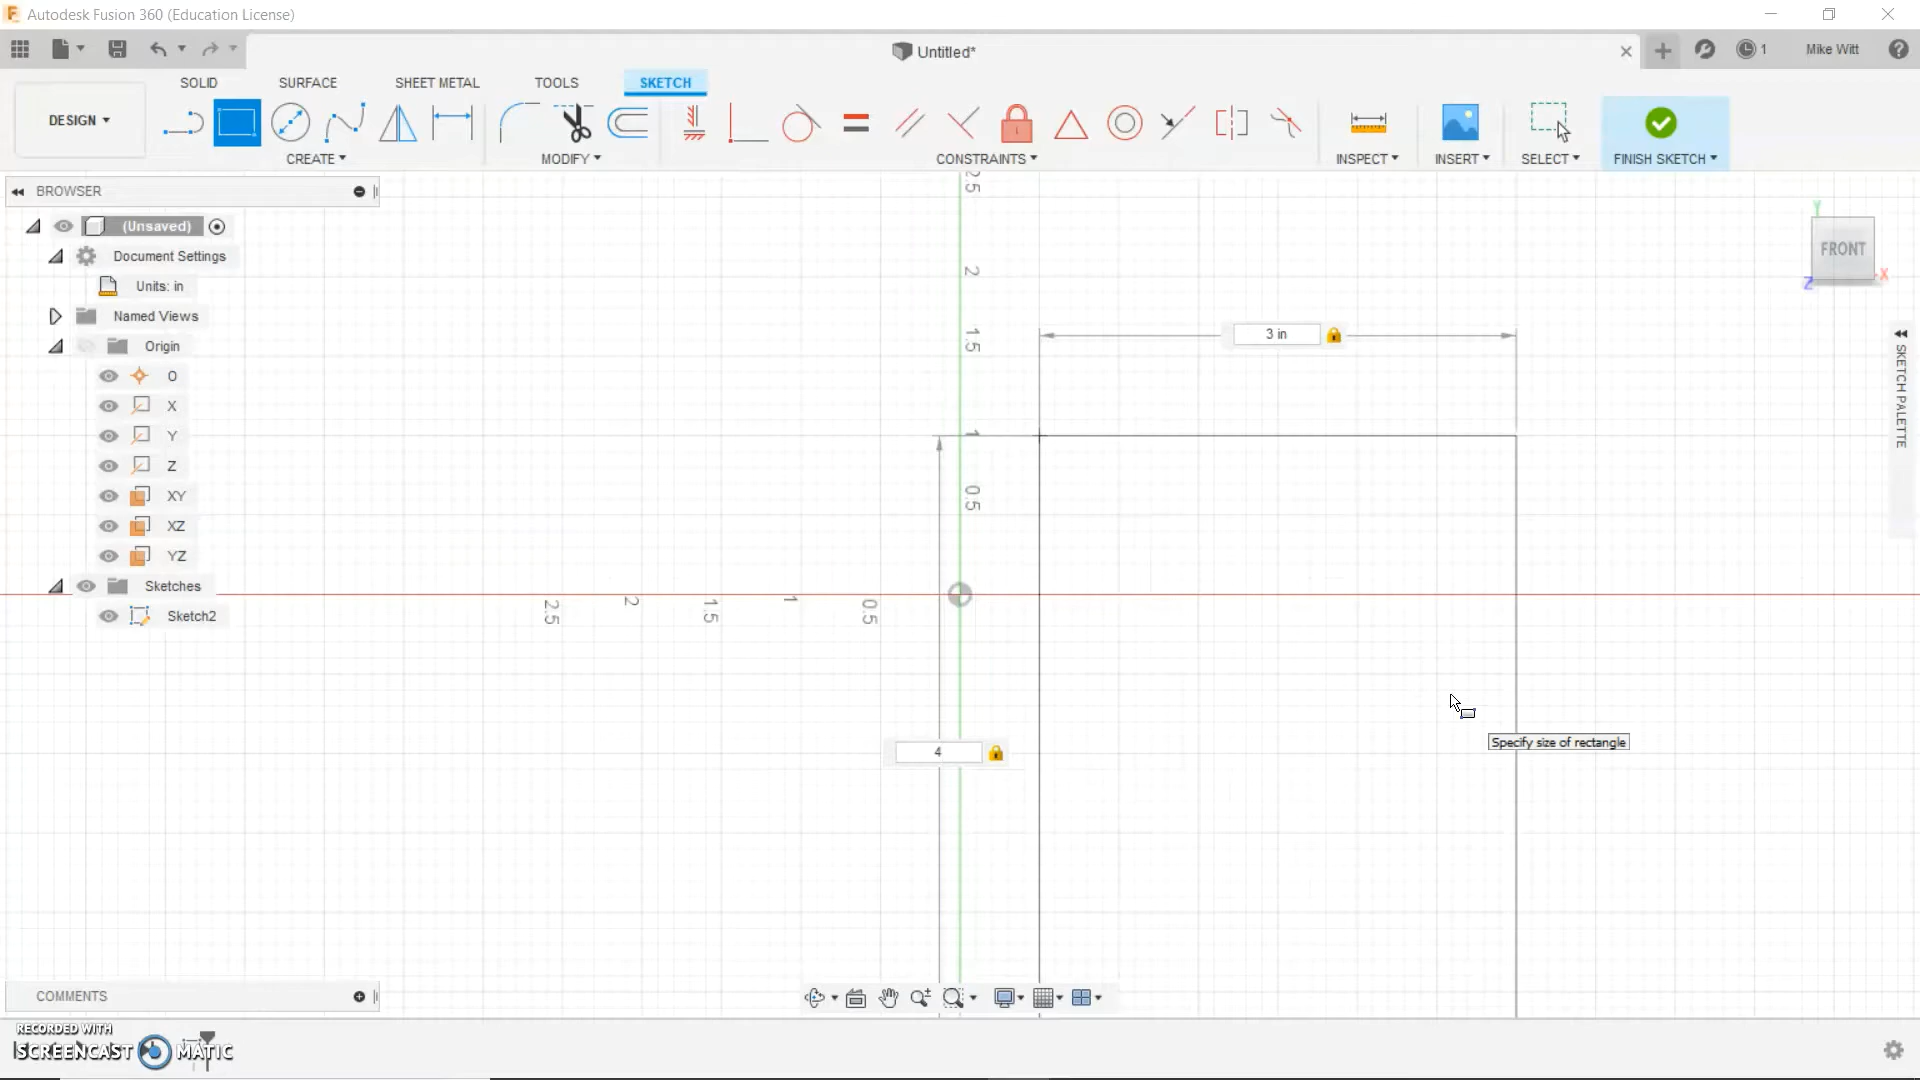 Autodesk Fusion 360 (Education License)
Untitled*
1
Mike Witt
SOLID
SURFACE
SHEET METAL
TOOLS
SKETCH
DESIGN
CREATE
MODIFY
CONSTRAINTS
INSPECT
INSERT
SELECT
FINISH SKETCH
BROWSER
(Unsaved)
Document Settings
Units: in
Named Views
Origin
O
X
Y
Z
XY
XZ
YZ
Sketches
Sketch2
2.5
2
1.5
1
0.5
3 in
4
2.5
2
1.5
1
0.5
Y
FRONT
X
Z
SKETCH PALETTE
Specify size of rectangle
COMMENTS
RECORDED WITH
SCREENCAST MATIC